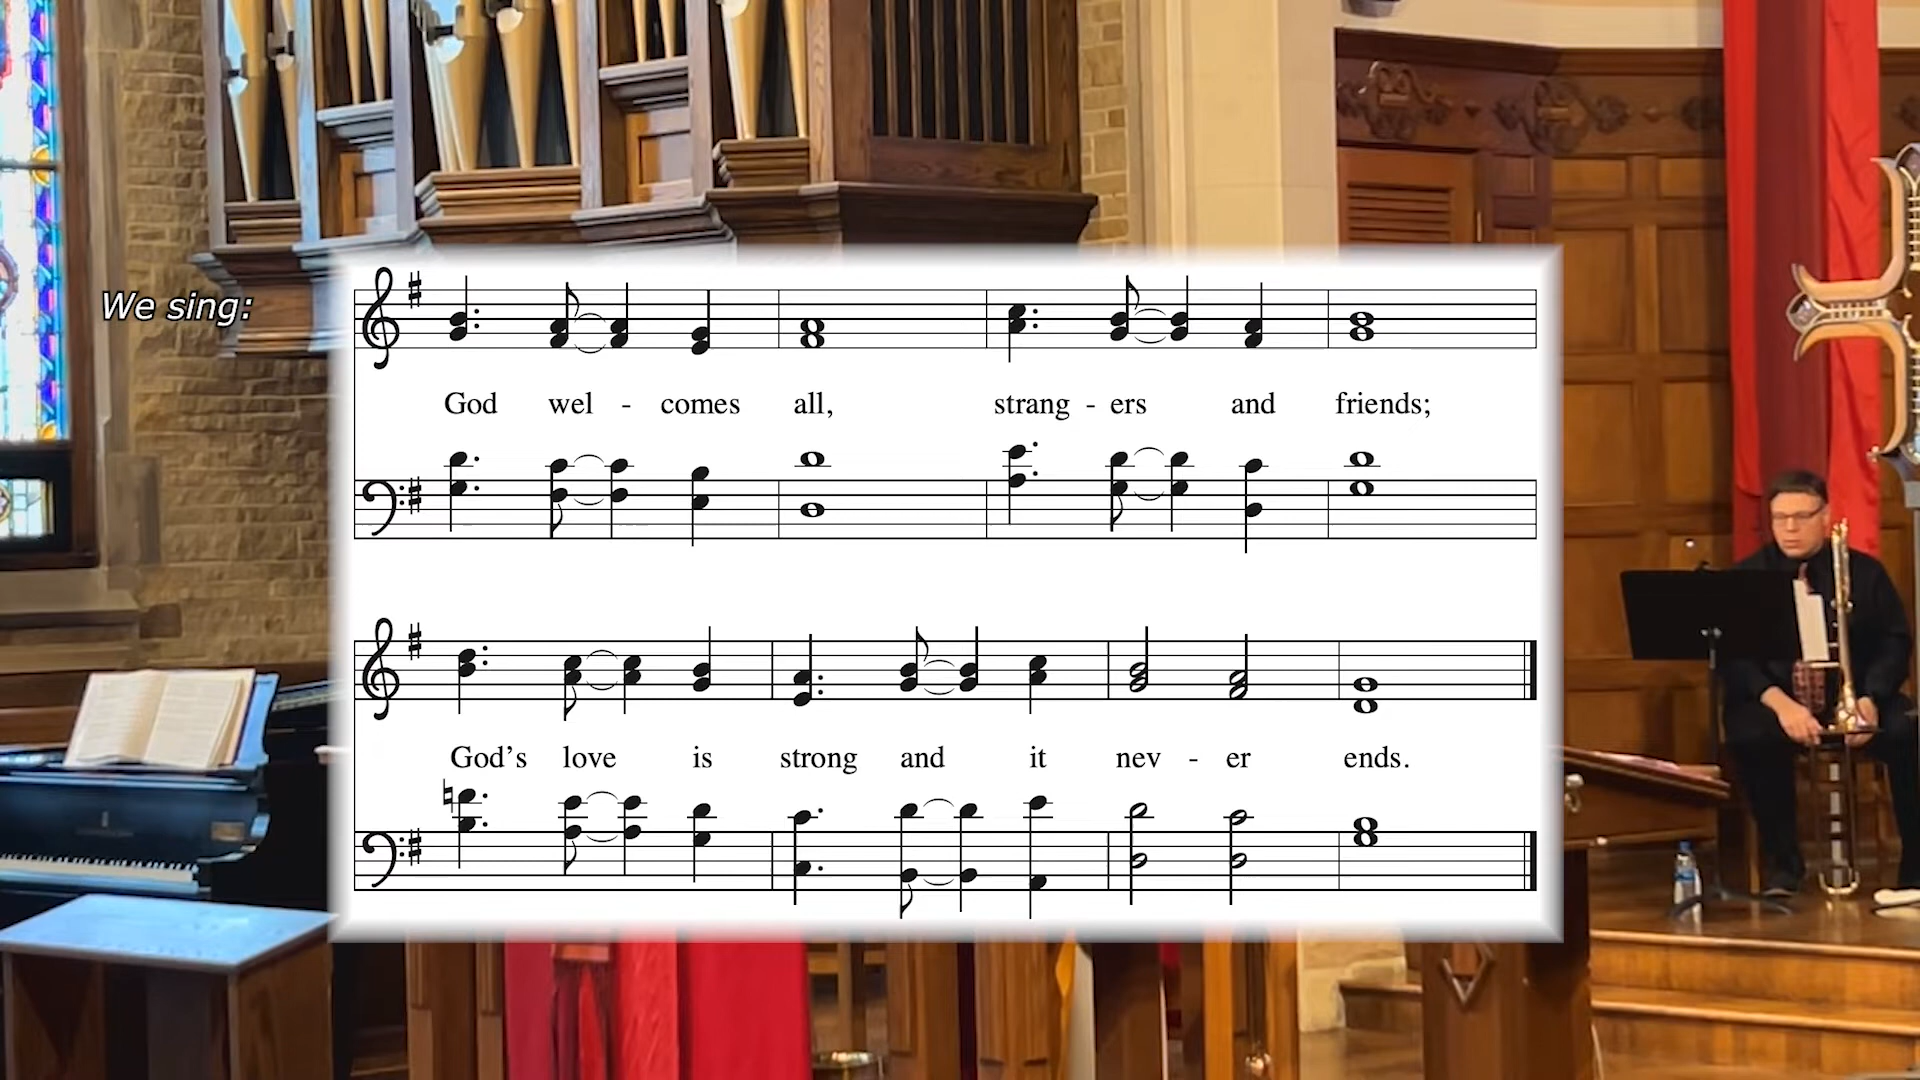 We sing:
God wel - comes all, strang - ers and friends;
God’s love is strong and it nev - er ends.